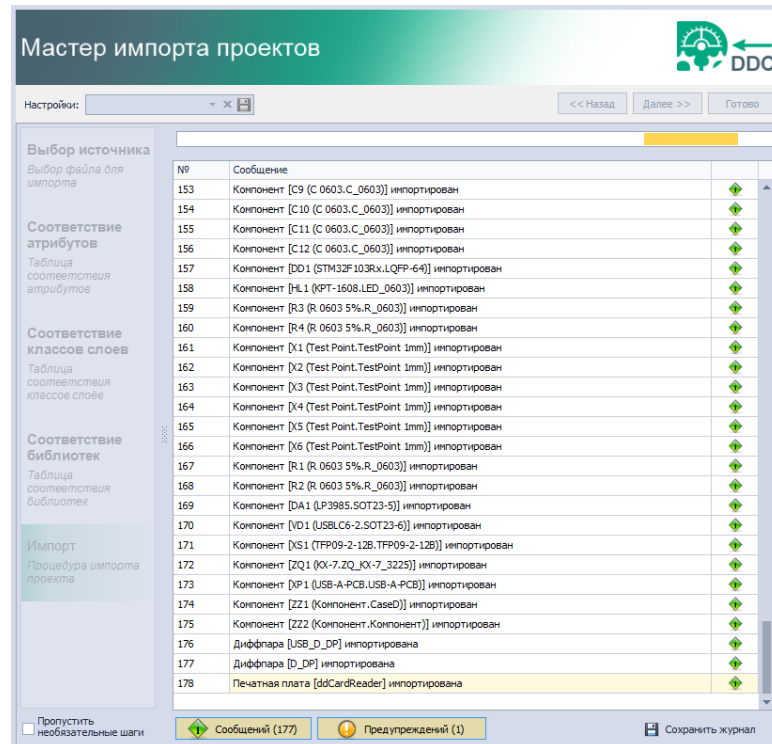 Мастер импорта проектов
DDC
Настройки:
<< Назад
Далее >>
Готово
Выбор источника
Выбор файла для
импорта
Соответствие
атрибутов
Таблица
соответствия
атрибутов
Соответствие
классов слоев
Таблица
соответствия
классов слоёв
Соответствие
библиотек
Таблица
соответствия
библиотек
Импорт
Процедура импорта
проекта
№ Сообщение
153 Компонент [C9 (C 0603.C_0603)] импортирован
154 Компонент [C10 (C 0603.C_0603)] импортирован
155 Компонент [C11 (C 0603.C_0603)] импортирован
156 Компонент [C12 (C 0603.C_0603)] импортирован
157 Компонент [DD1 (STM32F103Rx.LQFP-64)] импортирован
158 Компонент [HL1 (KPT-1608.LED_0603)] импортирован
159 Компонент [R3 (R 0603 5%.R_0603)] импортирован
160 Компонент [R4 (R 0603 5%.R_0603)] импортирован
161 Компонент [X1 (Test Point.TestPoint 1mm)] импортирован
162 Компонент [X2 (Test Point.TestPoint 1mm)] импортирован
163 Компонент [X3 (Test Point.TestPoint 1mm)] импортирован
164 Компонент [X4 (Test Point.TestPoint 1mm)] импортирован
165 Компонент [X5 (Test Point.TestPoint 1mm)] импортирован
166 Компонент [X6 (Test Point.TestPoint 1mm)] импортирован
167 Компонент [R1 (R 0603 5%.R_0603)] импортирован
168 Компонент [R2 (R 0603 5%.R_0603)] импортирован
169 Компонент [DA1 (LP3985.SOT23-5)] импортирован
170 Компонент [VD1 (USBLC6-2.SOT23-6)] импортирован
171 Компонент [XS1 (TFP09-2-12B.TFP09-2-12B)] импортирован
172 Компонент [ZQ1 (KX-7.ZQ_KX-7_3225)] импортирован
173 Компонент [XP1 (USB-A-PCB.USB-A-PCB)] импортирован
174 Компонент [ZZ1 (Компонент.CaseD)] импортирован
175 Компонент [ZZ2 (Компонент.Компонент)] импортирован
176 Диффпара [USB_D_DP] импортирована
177 Диффпара [D_DP] импортирована
178 Печатная плата [ddCardReader] импортирована
Пропустить
необязательные шаги
Сообщений (177)
Предупреждений (1)
Сохранить журнал